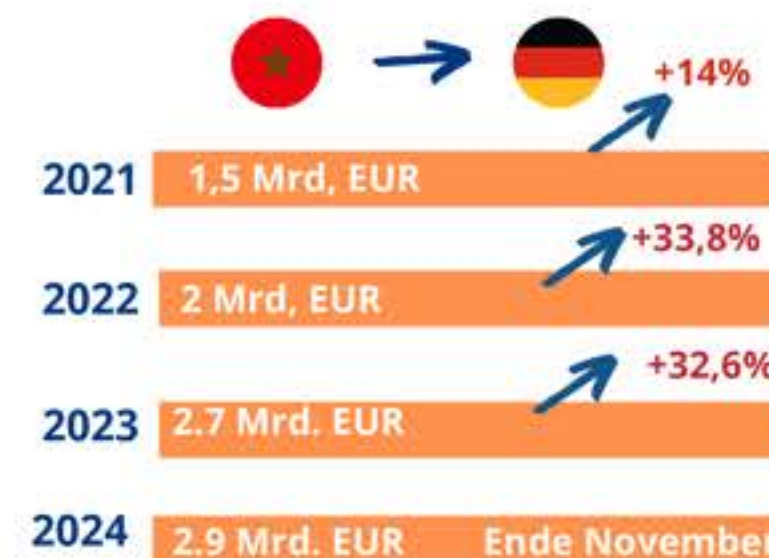 +14%
2021 1,5 Mrd, EUR
+33,8%
2022 2 Mrd, EUR
+32,6%
2023 2.7 Mrd. EUR
2024 2.9 Mrd. EUR Ende November